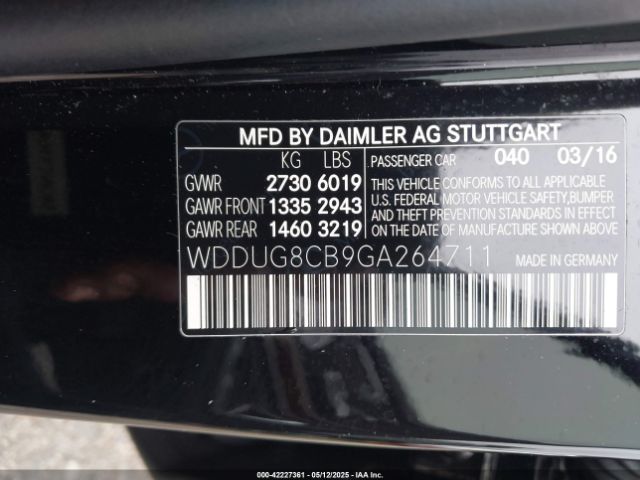 MFD BY DAIMLER AG STUTTGART
KG LBS
GVWR 2730 6019
GAWR FRONT 1335 2943
GAWR REAR 1460 3219
PASSENGER CAR 040 03/16
THIS VEHICLE CONFORMS TO ALL APPLICABLE
U.S. FEDERAL MOTOR VEHICLE SAFETY,BUMPER
AND THEFT PREVENTION STANDARDS IN EFFECT
ON THE DATE OF MANUFACTURE SHOWN ABOVE.
WDDUG8CB9GA264711 MADE IN GERMANY
000-42227361 - 05/12/2025 - IAA Inc.